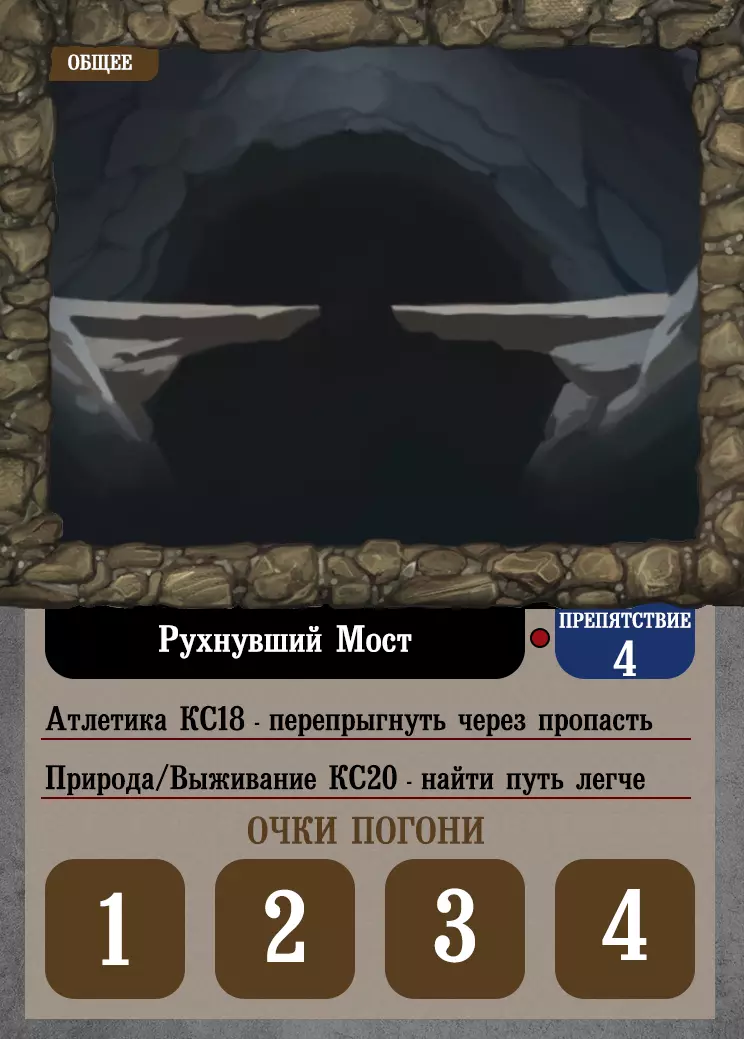 ОБЩЕЕ
Рухнувший Мост
ПРЕПЯТСТВИЕ
4
Атлетика КС18 - перепрыгнуть через пропасть
Природа/Выживание КС20 - найти путь легче
ОЧКИ ПОГОНИ
1 2 3 4